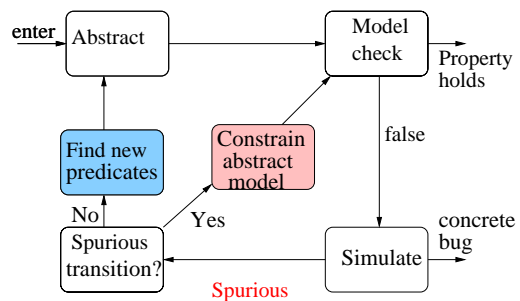 enter
Abstract
Model
check
Property
holds
false
Find new
predicates
Constrain
abstract
model
No
Yes
Spurious
transition?
Simulate
concrete
bug
Spurious